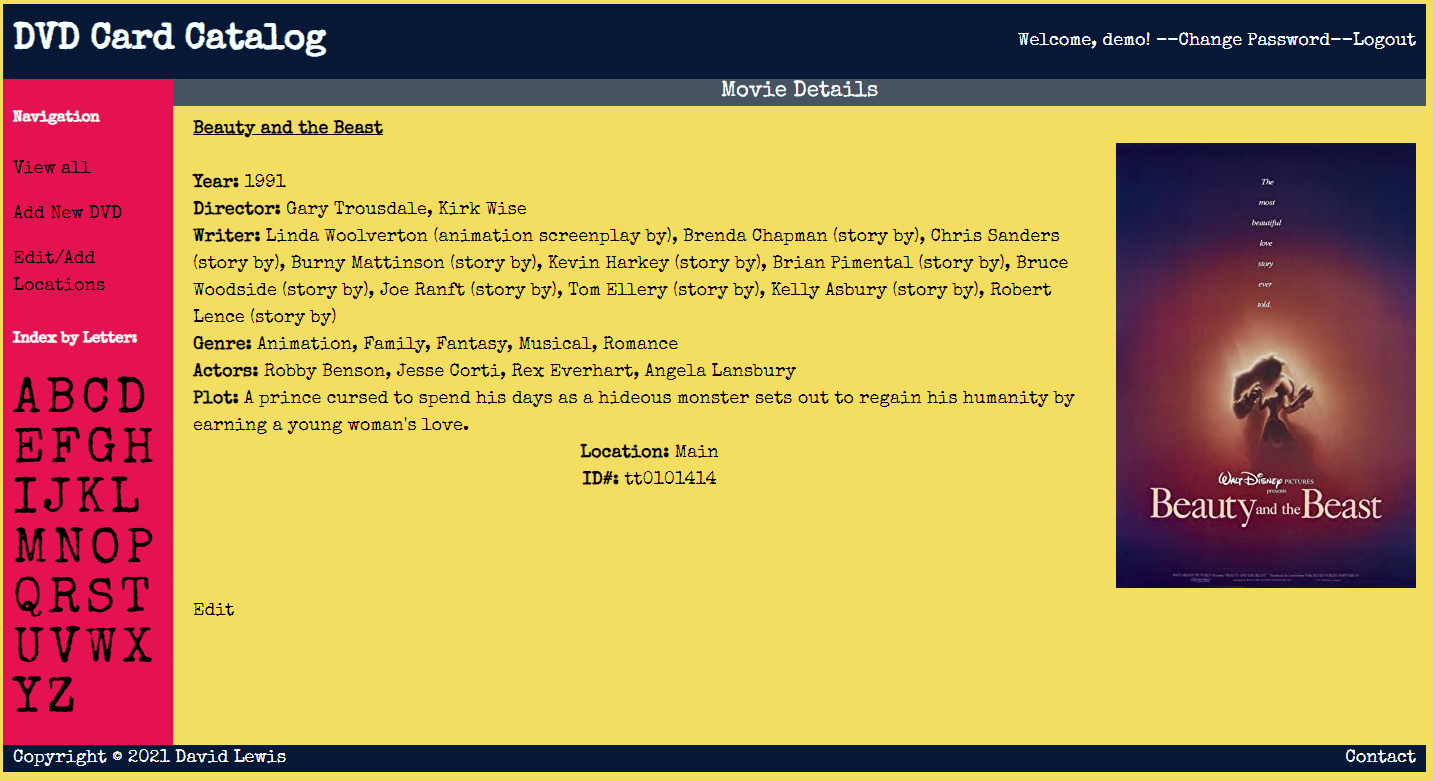 DVD Card Catalog
Welcome, demo! --Change Password--Logout
Navigation
View all
Add New DVD
Edit/Add
Locations
Index by Letter:
A B C D
E F G H
I J K L
M N O P
Q R S T
U V W X
Y Z
Movie Details
Beauty and the Beast
Year: 1991
Director: Gary Trousdale, Kirk Wise
Writer: Linda Woolverton (animation screenplay by), Brenda Chapman (story by), Chris Sanders
(story by), Burny Mattinson (story by), Kevin Harkey (story by), Brian Pimental (story by), Bruce
Woodside (story by), Joe Ranft (story by), Tom Ellery (story by), Kelly Asbury (story by), Robert
Lence (story by)
Genre: Animation, Family, Fantasy, Musical, Romance
Actors: Robby Benson, Jesse Corti, Rex Everhart, Angela Lansbury
Plot: A prince cursed to spend his days as a hideous monster sets out to regain his humanity by
earning a young woman's love.
Location: Main
ID#: tt0101414
Edit
The
most
beautiful
love
story
ever
told.
Walt Disney PICTURES
presents
Beauty and the Beast
Copyright © 2021 David Lewis
Contact